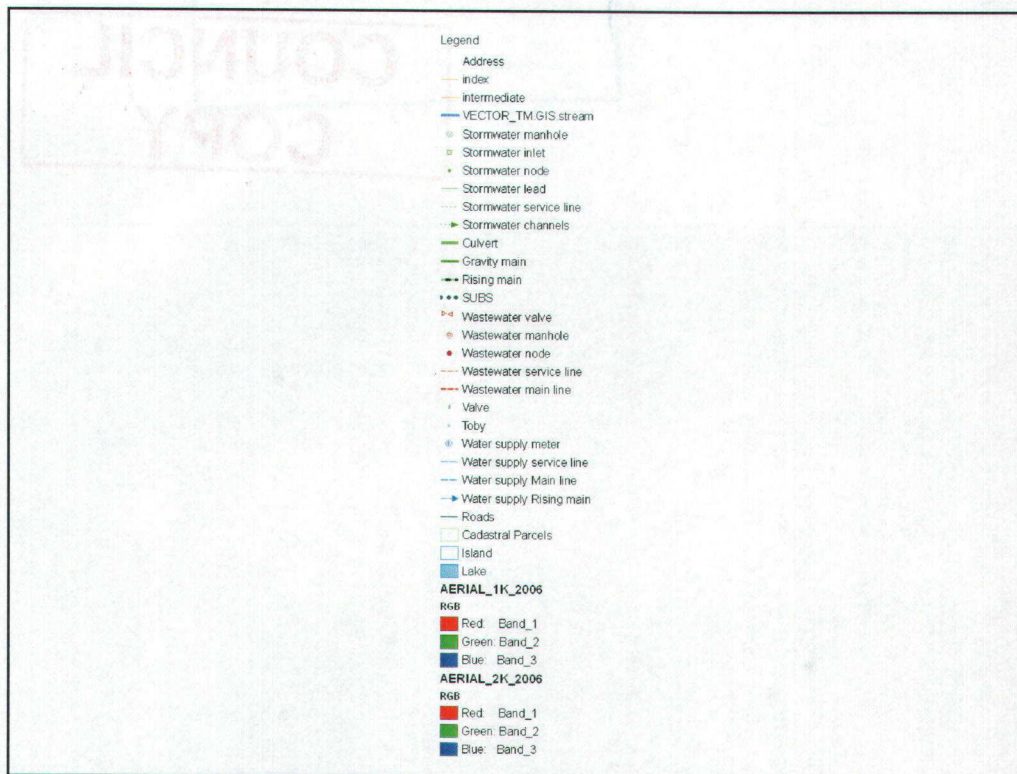 COUNCIL
COPY
Legend
Address
index
intermediate
VECTOR_TM.GIS.stream
Stormwater manhole
Stormwater inlet
Stormwater node
Stormwater lead
Stormwater service line
Stormwater channels
Culvert
Gravity main
Rising main
SUBS
Wastewater valve
Wastewater manhole
Wastewater node
Wastewater service line
Wastewater main line
Valve
Toby
Water supply meter
Water supply service line
Water supply Main line
Water supply Rising main
Roads
Cadastral Parcels
Island
Lake
AERIAL_1K_2006
RGB
Red: Band_1
Green: Band_2
Blue: Band_3
AERIAL_2K_2006
RGB
Red: Band_1
Green: Band_2
Blue: Band_3